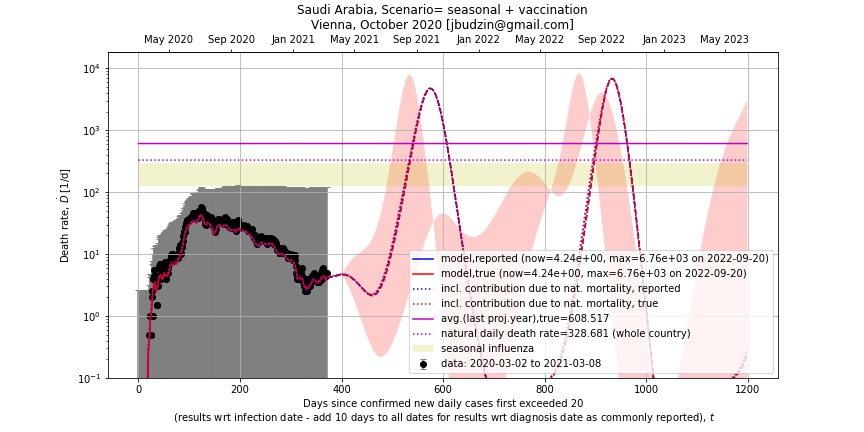 Saudi Arabia, Scenario= seasonal + vaccination
Vienna, October 2020 [jbudzin@gmail.com]
May 2020 Sep 2020 Jan 2021 May 2021 Sep 2021 Jan 2022 May 2022 Sep 2022 Jan 2023 May 2023
Death rate, Ḋ [1/d]
10⁴
10³
10²
10¹
10⁰
10⁻¹
model,reported (now=4.24e+00, max=6.76e+03 on 2022-09-20)
model,true (now=4.24e+00, max=6.76e+03 on 2022-09-20)
incl. contribution due to nat. mortality, reported
incl. contribution due to nat. mortality, true
avg.(last proj.year),true=608.517
natural daily death rate=328.681 (whole country)
seasonal influenza
data: 2020-03-02 to 2021-03-08
0 200 400 600 800 1000 1200
Days since confirmed new daily cases first exceeded 20
(results wrt infection date - add 10 days to all dates for results wrt diagnosis date as commonly reported), t